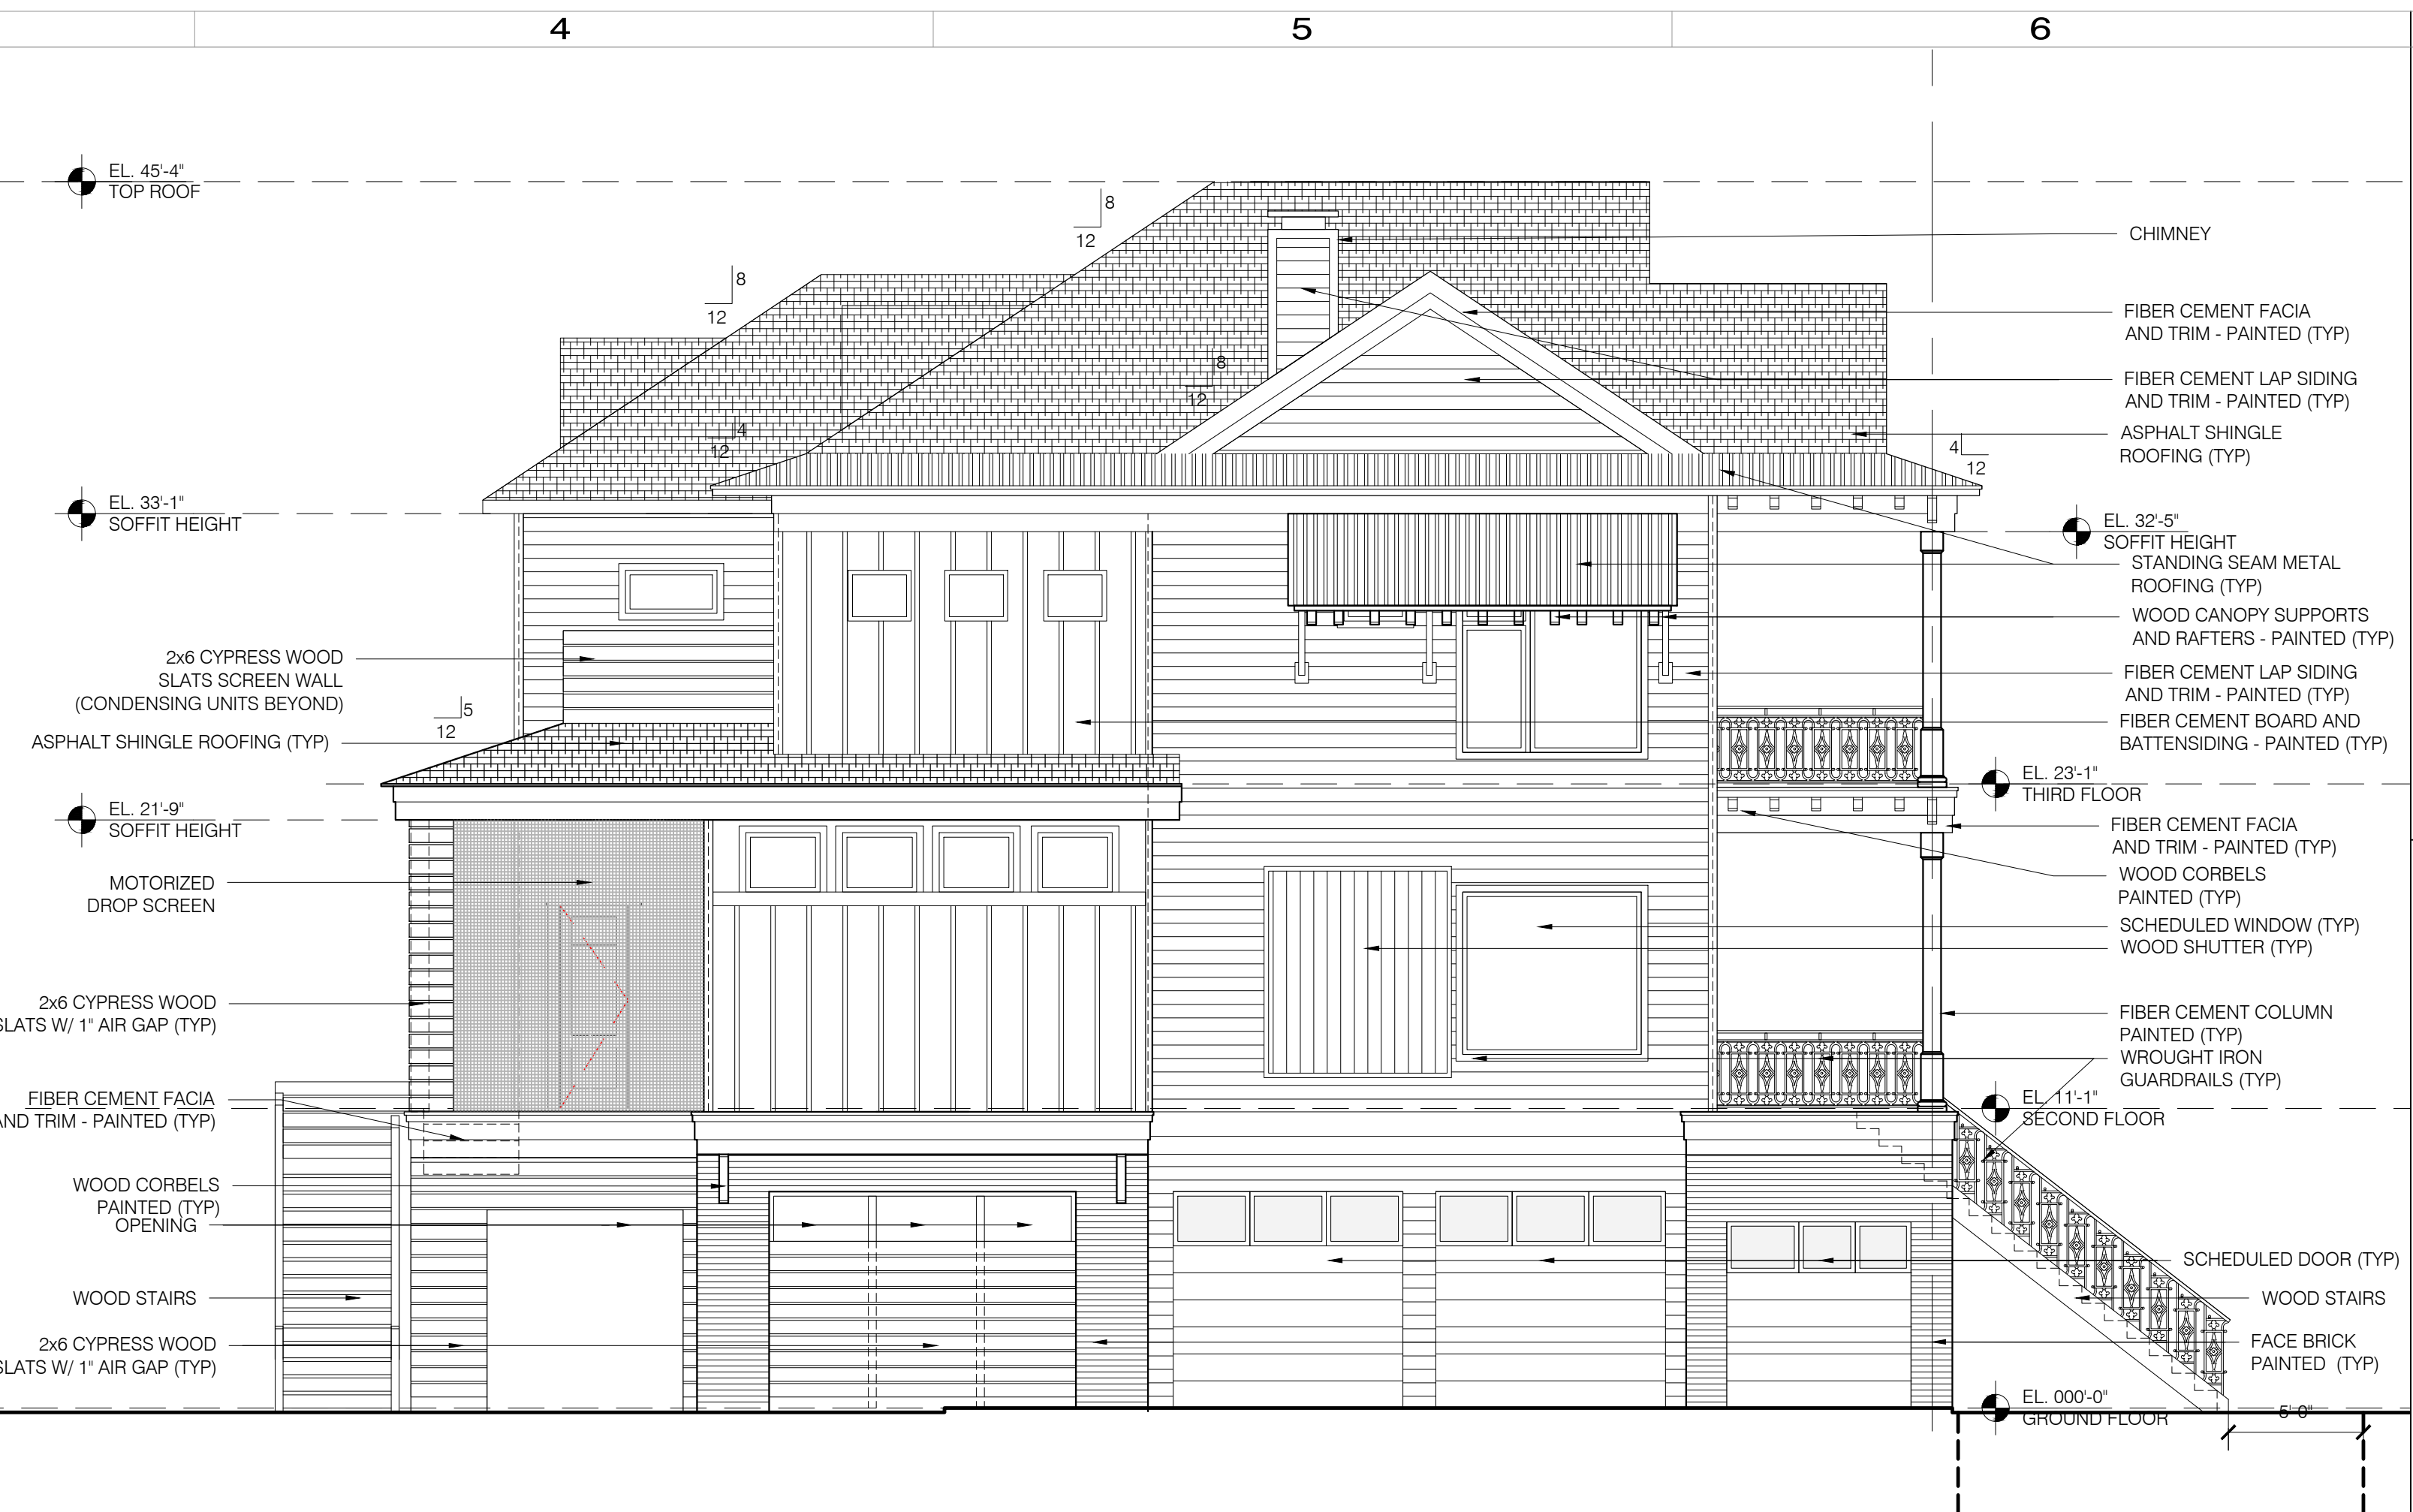 4
5
6
EL. 45'-4"
TOP ROOF
8
12
8
12
8
12
4
12
4
12
5
12
EL. 33'-1"
SOFFIT HEIGHT
2x6 CYPRESS WOOD
SLATS SCREEN WALL
(CONDENSING UNITS BEYOND)
ASPHALT SHINGLE ROOFING (TYP)
EL. 21'-9"
SOFFIT HEIGHT
MOTORIZED
DROP SCREEN
2x6 CYPRESS WOOD
SLATS W/ 1" AIR GAP (TYP)
FIBER CEMENT FACIA
AND TRIM - PAINTED (TYP)
WOOD CORBELS
PAINTED (TYP)
OPENING
WOOD STAIRS
2x6 CYPRESS WOOD
SLATS W/ 1" AIR GAP (TYP)
CHIMNEY
FIBER CEMENT FACIA
AND TRIM - PAINTED (TYP)
FIBER CEMENT LAP SIDING
AND TRIM - PAINTED (TYP)
ASPHALT SHINGLE
ROOFING (TYP)
EL. 32'-5"
SOFFIT HEIGHT
STANDING SEAM METAL
ROOFING (TYP)
WOOD CANOPY SUPPORTS
AND RAFTERS - PAINTED (TYP)
FIBER CEMENT LAP SIDING
AND TRIM - PAINTED (TYP)
FIBER CEMENT BOARD AND
BATTENSIDING - PAINTED (TYP)
EL. 23'-1"
THIRD FLOOR
FIBER CEMENT FACIA
AND TRIM - PAINTED (TYP)
WOOD CORBELS
PAINTED (TYP)
SCHEDULED WINDOW (TYP)
WOOD SHUTTER (TYP)
FIBER CEMENT COLUMN
PAINTED (TYP)
WROUGHT IRON
GUARDRAILS (TYP)
EL. 11'-1"
SECOND FLOOR
SCHEDULED DOOR (TYP)
WOOD STAIRS
FACE BRICK
PAINTED (TYP)
EL. 000'-0"
GROUND FLOOR
5'-0"